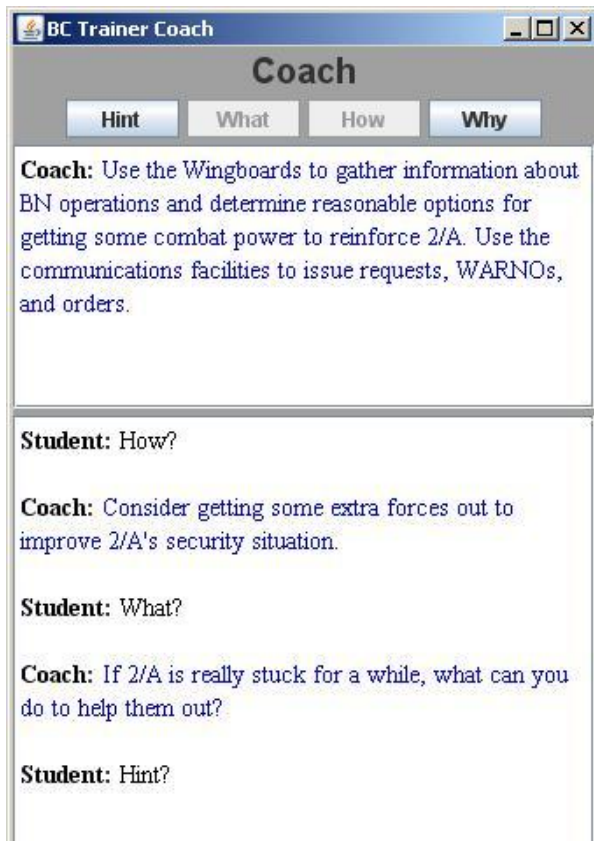 BC Trainer Coach
Coach
Hint What How Why
Coach: Use the Wingboards to gather information about
BN operations and determine reasonable options for
getting some combat power to reinforce 2/A. Use the
communications facilities to issue requests, WARNOs,
and orders.
Student: How?
Coach: Consider getting some extra forces out to
improve 2/A's security situation.
Student: What?
Coach: If 2/A is really stuck for a while, what can you
do to help them out?
Student: Hint?